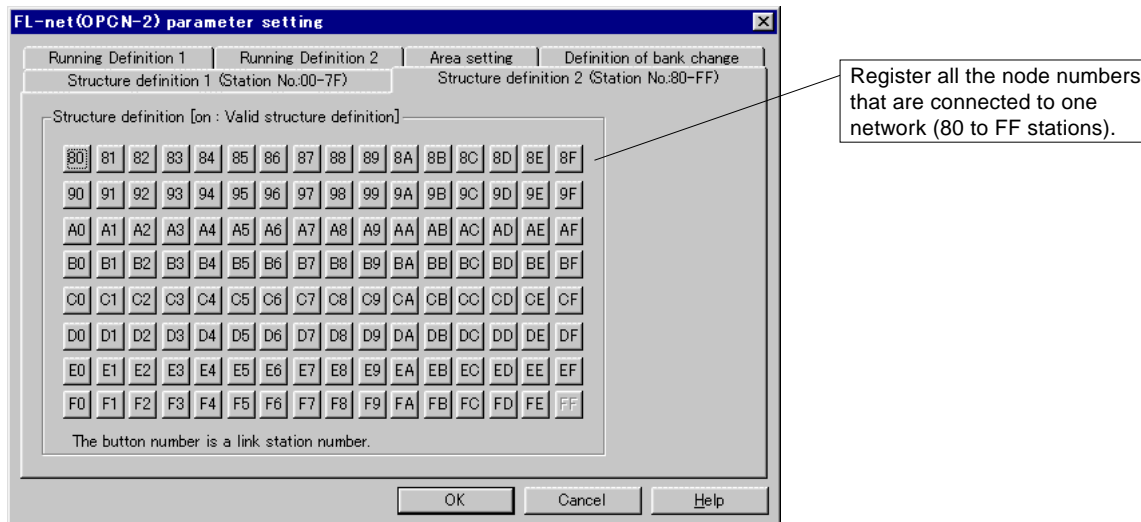 FL-net(OPCN-2) parameter setting
Running Definition 1 Running Definition 2 Area setting Definition of bank change
Structure definition 1 (Station No.:00-7F) Structure definition 2 (Station No.:80-FF)
Structure definition [on : Valid structure definition]
80 81 82 83 84 85 86 87 88 89 8A 8B 8C 8D 8E 8F
90 91 92 93 94 95 96 97 98 99 9A 9B 9C 9D 9E 9F
A0 A1 A2 A3 A4 A5 A6 A7 A8 A9 AA AB AC AD AE AF
B0 B1 B2 B3 B4 B5 B6 B7 B8 B9 BA BB BC BD BE BF
C0 C1 C2 C3 C4 C5 C6 C7 C8 C9 CA CB CC CD CE CF
D0 D1 D2 D3 D4 D5 D6 D7 D8 D9 DA DB DC DD DE DF
E0 E1 E2 E3 E4 E5 E6 E7 E8 E9 EA EB EC ED EE EF
F0 F1 F2 F3 F4 F5 F6 F7 F8 F9 FA FB FC FD FE FF
The button number is a link station number.
OK Cancel Help
Register all the node numbers
that are connected to one
network (80 to FF stations).